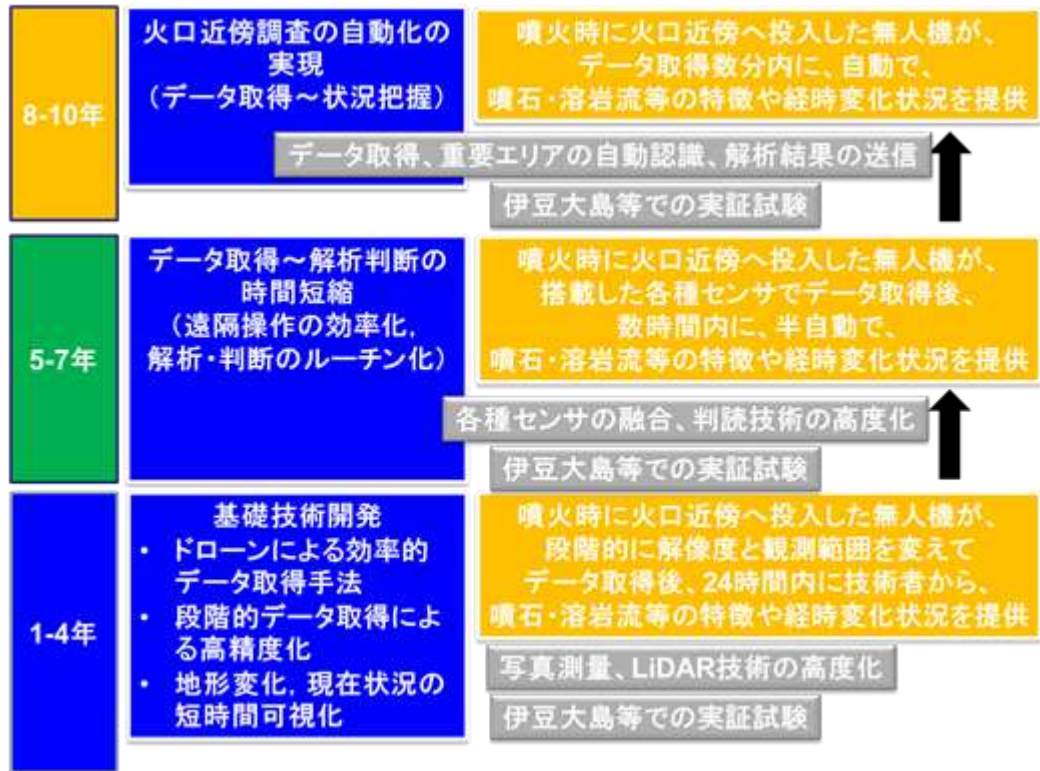 8-10年
火口近傍調査の自動化の
実現
（データ取得～状況把握）
噴火時に火口近傍へ投入した無人機が、
データ取得数分内に、自動で、
噴石・溶岩流等の特徴や経時変化状況を提供
データ取得、重要エリアの自動認識、解析結果の送信
伊豆大島等での実証試験
5-7年
データ取得～解析判断の
時間短縮
（遠隔操作の効率化，
解析・判断のルーチン化）
噴火時に火口近傍へ投入した無人機が、
搭載した各種センサでデータ取得後、
数時間内に、半自動で、
噴石・溶岩流等の特徴や経時変化状況を提供
各種センサの融合、判読技術の高度化
伊豆大島等での実証試験
1-4年
基礎技術開発
• ドローンによる効率的
データ取得手法
• 段階的データ取得によ
る高精度化
• 地形変化，現在状況の
短時間可視化
噴火時に火口近傍へ投入した無人機が、
段階的に解像度と観測範囲を変えて
データ取得後、24時間内に技術者から、
噴石・溶岩流等の特徴や経時変化状況を提供
写真測量、LiDAR技術の高度化
伊豆大島等での実証試験